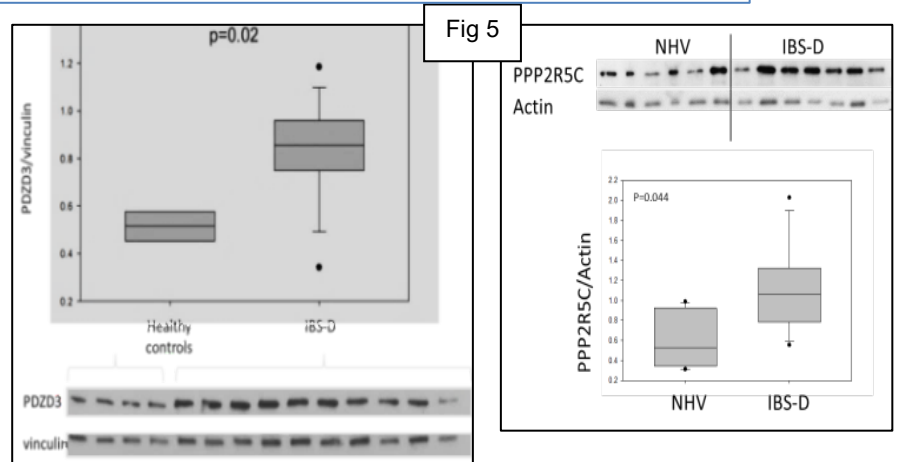 Fig 5
p=0.02
1.2
1.0
0.8
0.6
0.4
0.2
PDZD3/vinculin
Healthy
controls
IBS-D
PDZD3
vinculin
NHV IBS-D
PPP2R5C
Actin
P=0.044
2.2
2.0
1.8
1.6
1.4
1.2
1.0
0.8
0.6
0.4
0.2
PPP2R5C/Actin
NHV IBS-D